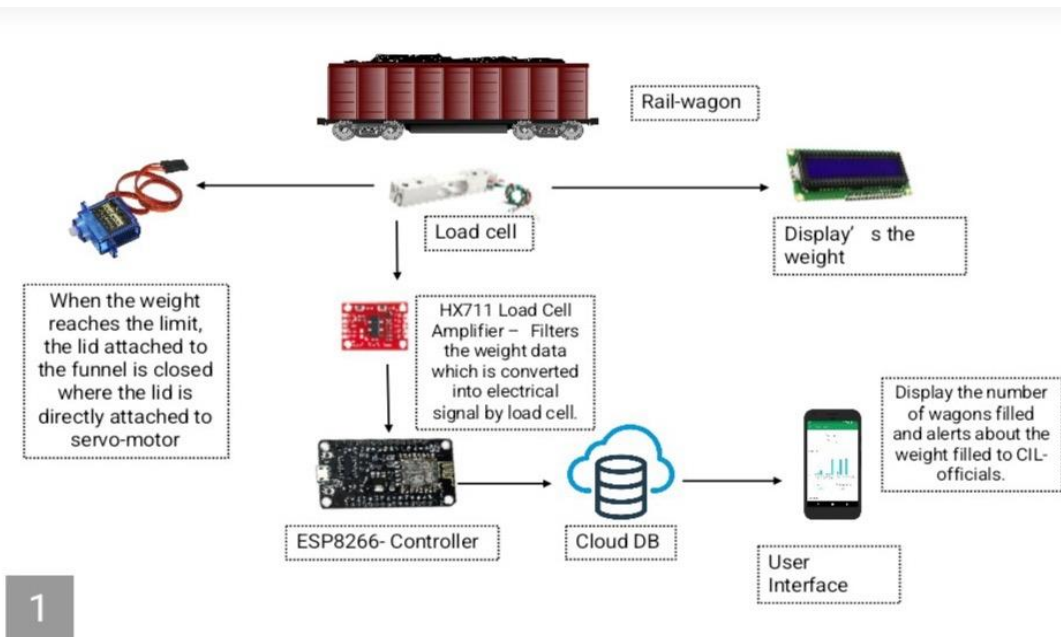 Rail-wagon
Load cell
Display' s the
weight
When the weight
reaches the limit,
the lid attached to
the funnel is closed
where the lid is
directly attached to
servo-motor
HX711 Load Cell
Amplifier – Filters
the weight data
which is converted
into electrical
signal by load cell.
Display the number
of wagons filled
and alerts about the
weight filled to CIL-
officials.
ESP8266- Controller
Cloud DB
User
Interface
1